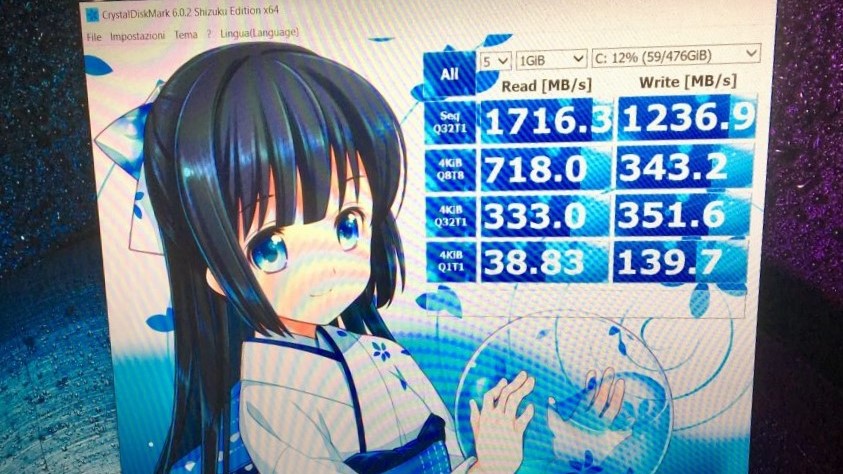 CrystalDiskMark 6.0.2 Shizuku Edition x64
File Impostazioni Tema ? Lingua(Language)
All 5 1GiB C: 12% (59/476GiB)
Read [MB/s] Write [MB/s]
Seq Q32T1 1716.3 1236.9
4KiB Q8T8 718.0 343.2
4KiB Q32T1 333.0 351.6
4KiB Q1T1 38.83 139.7